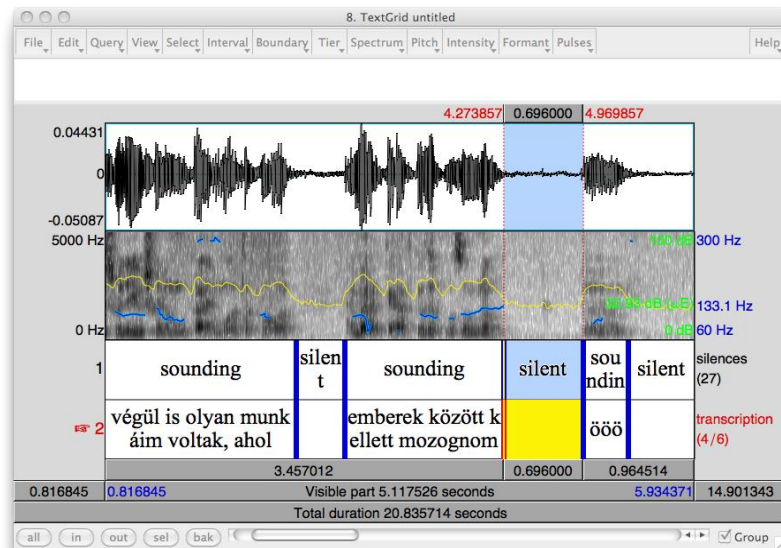 8. TextGrid untitled
File Edit Query View Select Interval Boundary Tier Spectrum Pitch Intensity Formant Pulses Help
4.273857 0.696000 4.969857
0.04431
0
-0.05087
5000 Hz 100 dB 300 Hz
133.1 Hz
0 Hz 0 dB 60 Hz
1 sounding silen sounding silent sou silent silences
t ndin (27)
2 végül is olyan munk emberek között k ööö transcription
áim voltak, ahol ellett mozognom (4/6)
3.457012 0.696000 0.964514
0.816845 0.816845 Visible part 5.117526 seconds 5.934371 14.901343
Total duration 20.835714 seconds
all in out sel bak Group